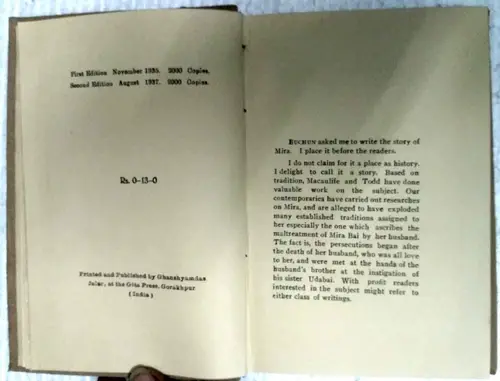 First Edition November 1935. 2000 Copies.
Second Edition August 1937. 2000 Copies.
Rs. 0-13-0
Printed and Published by Ghanshyamdas
Jalan, at the Gita Press, Gorakhpur
(India)
BUCHUN asked me to write the story of
Mira. I place it before the readers.
I do not claim for it a place as history.
I delight to call it a story. Based on
tradition, Macaulife and Todd have done
valuable work on the subject. Our
contemporaries have carried out researches
on Mira, and are alleged to have exploded
many established traditions assigned to
her especially the one which ascribes the
maltreatment of Mira Bai by her husband.
The fact is, the persecutions began after
the death of her husband, who was all love
to her, and were met at the hands of the
husband's brother at the instigation of
his sister Udabai. With profit readers
interested in the subject might refer to
either class of writings.